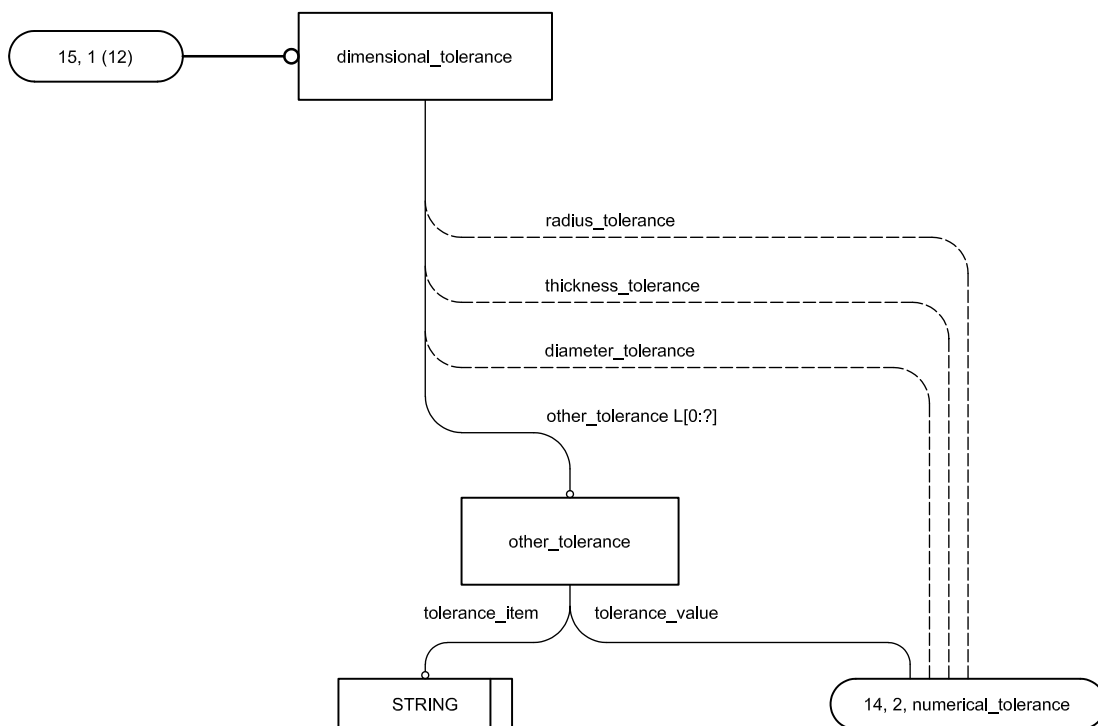 15, 1 (12)
dimensional_tolerance
radius_tolerance
thickness_tolerance
diameter_tolerance
other_tolerance L[0:?]
other_tolerance
tolerance_item
tolerance_value
STRING
14, 2, numerical_tolerance